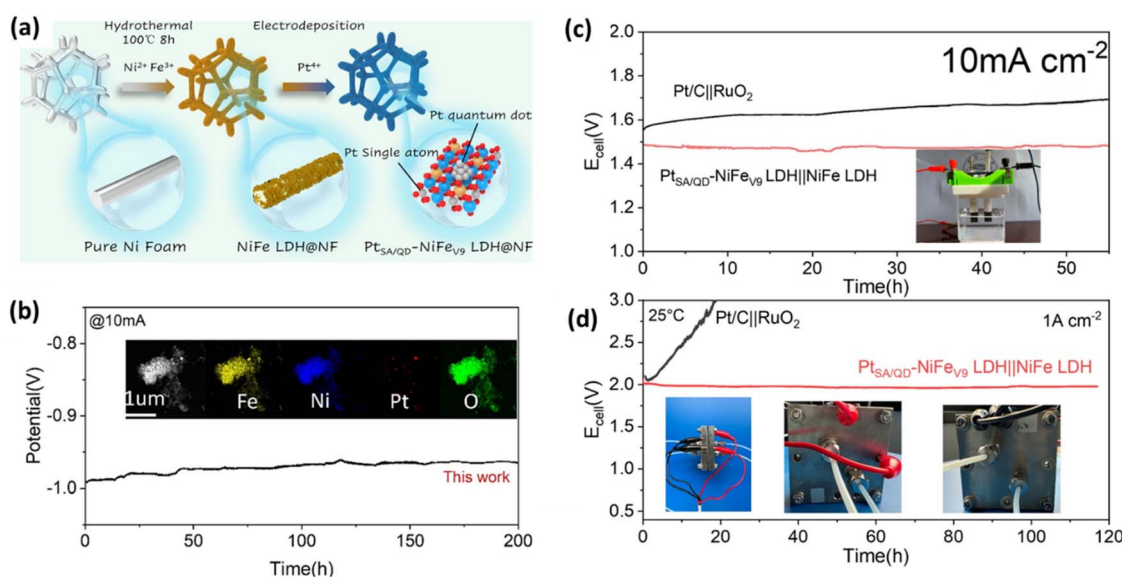 (a)
Hydrothermal
100℃ 8h
Ni²⁺ Fe³⁺
Electrodeposition
Pt⁴⁺
Pt quantum dot
Pt Single atom
Pure Ni Foam
NiFe LDH@NF
Pt_SA/QD-NiFe_V9 LDH@NF
(b)
@10mA
-0.8
-0.9
-1.0
Potential(V)
1um
Fe
Ni
Pt
O
This work
0
50
100
150
200
Time(h)
(c)
10mA cm⁻²
2.0
1.8
1.6
1.4
1.2
1.0
E_cell(V)
Pt/C||RuO₂
Pt_SA/QD-NiFe_V9 LDH||NiFe LDH
0
10
20
30
40
50
Time(h)
(d)
25°C
Pt/C||RuO₂
1A cm⁻²
Pt_SA/QD-NiFe_V9 LDH||NiFe LDH
3.0
2.5
2.0
1.5
1.0
0.5
E_cell(V)
0
20
40
60
80
100
120
Time(h)